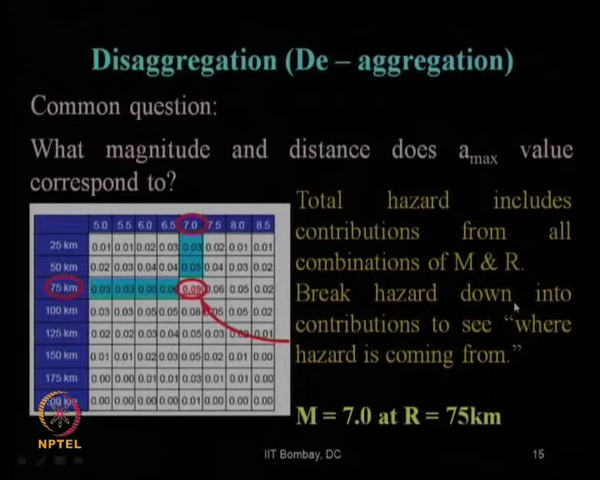 Disaggregation (De – aggregation)
Common question:
What magnitude and distance does amax value
correspond to?
Total hazard includes
contributions from all
combinations of M & R.
Break hazard down into
contributions to see “where
hazard is coming from.”
M = 7.0 at R = 75km
5.0 5.5 6.0 6.5 7.0 7.5 8.0 8.5
25 km 0.01 0.01 0.02 0.03 0.03 0.02 0.01 0.01
50 km 0.02 0.03 0.04 0.04 0.05 0.04 0.03 0.02
75 km 0.03 0.03 0.05 0.09 0.06 0.05 0.02
100 km 0.03 0.03 0.05 0.05 0.08 0.05 0.05 0.02
125 km 0.02 0.02 0.03 0.04 0.05 0.03 0.01
150 km 0.01 0.01 0.02 0.03 0.05 0.02 0.01 0.00
175 km 0.00 0.00 0.01 0.01 0.03 0.01 0.01 0.00
0.00 0.00 0.00 0.00 0.01 0.00 0.00 0.00
NPTEL
IIT Bombay, DC
15